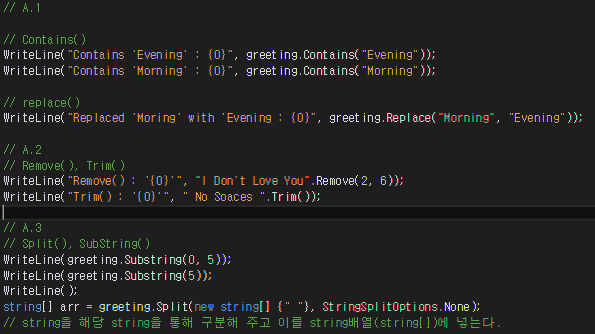 // A.1
// Contains()
WriteLine("Contains 'Evening' : {0}", greeting.Contains("Evening"));
WriteLine("Contains 'Morning' : {0}", greeting.Contains("Morning"));
// replace()
WriteLine("Replaced 'Moring' with 'Evening : {0}", greeting.Replace("Morning", "Evening"));
// A.2
// Remove(), Trim()
WriteLine("Remove() : '{0}'", "I Don't Love You".Remove(2, 6));
WriteLine("Trim() : '{0}'", " No Soaces ".Trim());
// A.3
// Split(), SubString()
WriteLine(greeting.Substring(0, 5));
WriteLine(greeting.Substring(5));
WriteLine();
string[] arr = greeting.Split(new string[] {" "}, StringSplitOptions.None);
// string을 해당 string을 통해 구분해 주고 이를 string배열(string[])에 넣는다.